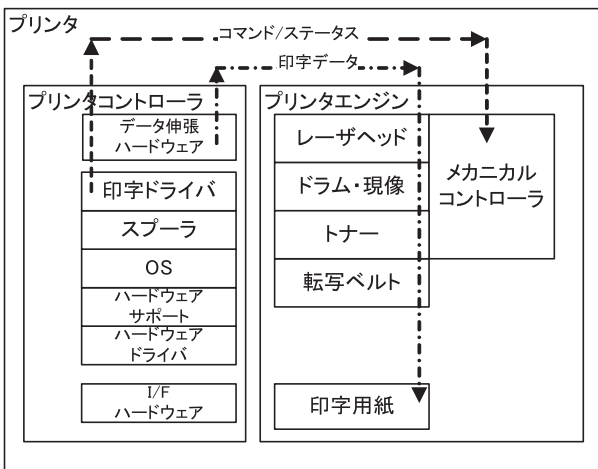 プリンタ
コマンド/ステータス
印字データ
プリンタコントローラ
データ伸張
ハードウェア
印字ドライバ
スプーラ
OS
ハードウェア
サポート
ハードウェア
ドライバ
I/F
ハードウェア
プリンタエンジン
レーザヘッド
ドラム・現像
トナー
転写ベルト
印字用紙
メカニカル
コントローラ